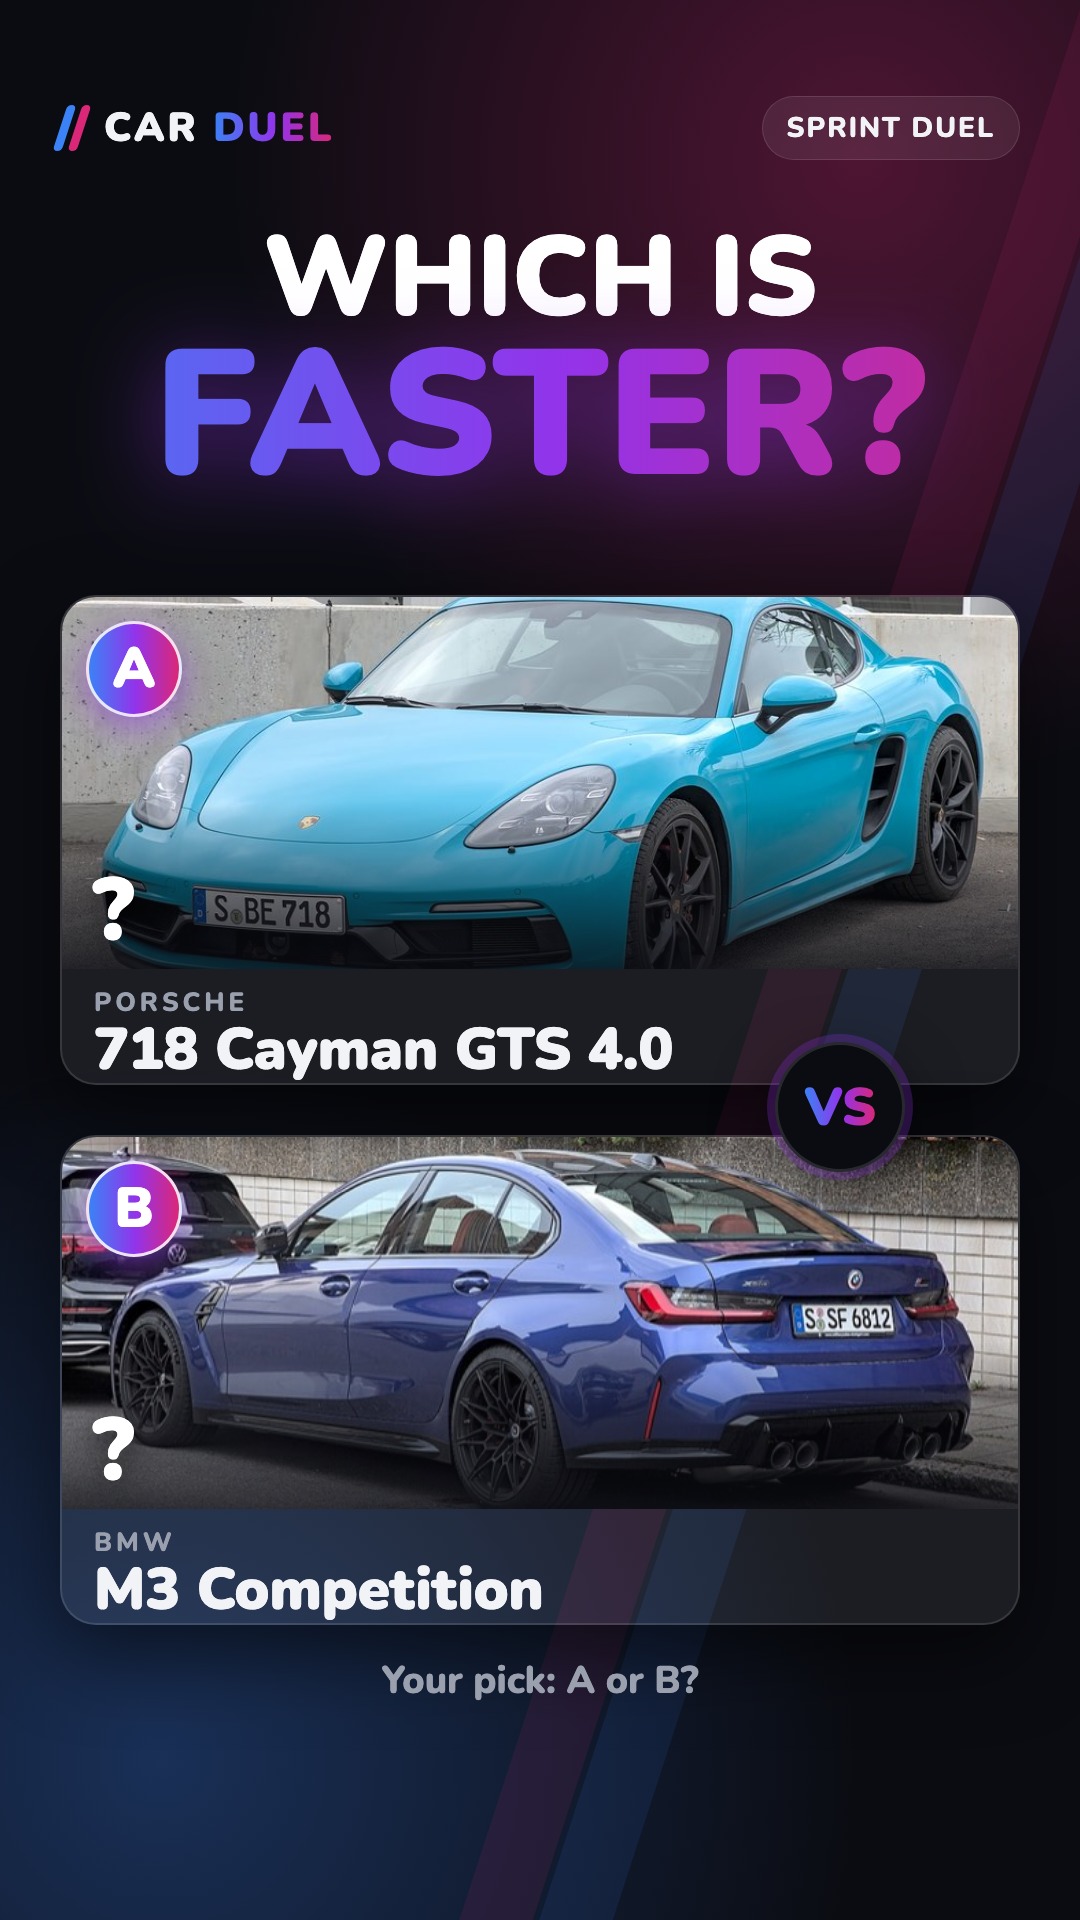 // CAR DUEL
SPRINT DUEL
WHICH IS
FASTER?
A
S BE 718
?
PORSCHE
718 Cayman GTS 4.0
VS
B
S SF 6812
?
BMW
M3 Competition
Your pick: A or B?